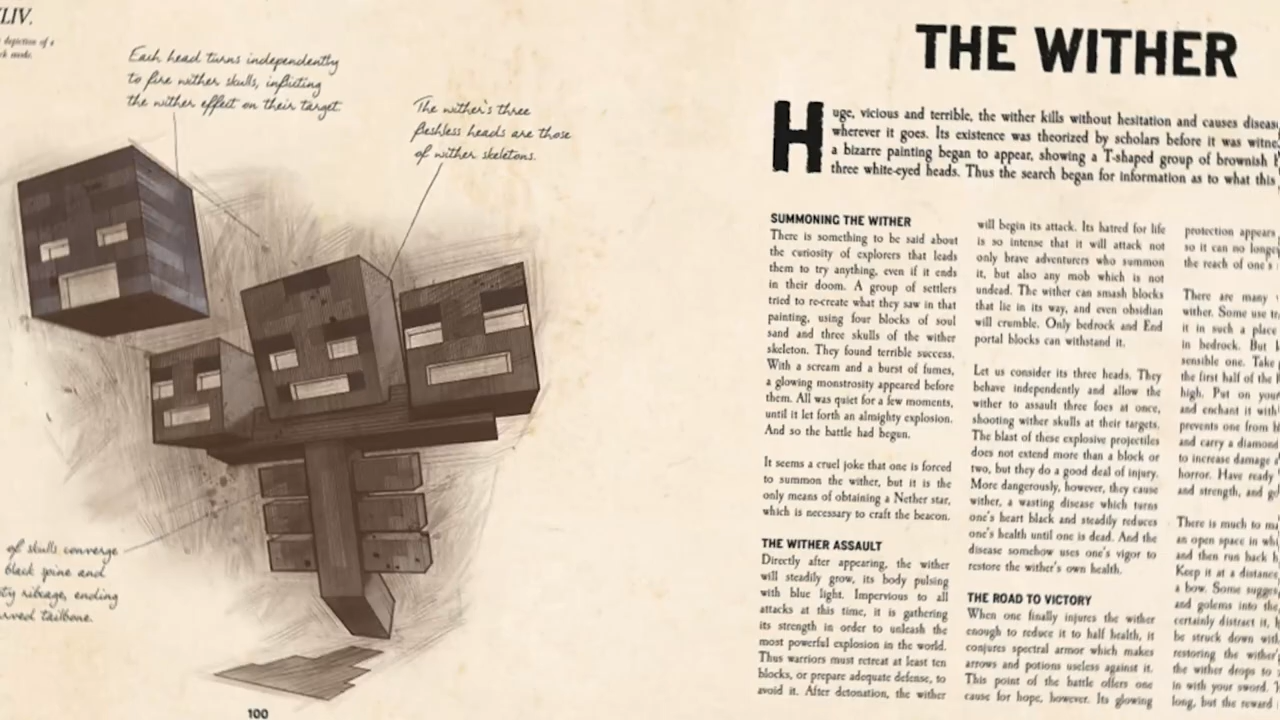 LIV.
depiction of a
Each head turns independently
to fire wither skulls, inflicting
the wither effect on their target.
The wither's three
fleshless heads are those
of wither skeletons.
of skulls converge
black spine and
ribcage, ending
tailbone.
100
THE WITHER
Huge, vicious and terrible, the wither kills without hesitation and causes
wherever it goes. Its existence was theorized by scholars before it was
a bizarre painting began to appear, showing a T-shaped group of brownish
three white-eyed heads. Thus the search began for information as to what this
SUMMONING THE WITHER
There is something to be said about
the curiosity of explorers that leads
them to try anything, even if it ends
in their doom. A group of settlers
tried to re-create what they saw in that
painting, using four blocks of soul
sand and three skulls of the wither
skeleton. They found terrible success.
With a scream and a burst of fumes,
a glowing monstrosity appeared before
them. All was quiet for a few moments,
until it let forth an almighty explosion.
And so the battle had begun.
It seems a cruel joke that one is forced
to summon the wither, but it is the
only means of obtaining a Nether star,
which is necessary to craft the beacon.
THE WITHER ASSAULT
Directly after appearing, the wither
will steadily grow, its body pulsing
with blue light. Impervious to all
attacks at this time, it is gathering
its strength in order to unleash the
most powerful explosion in the world.
Thus warriors must retreat at least ten
blocks, or prepare adequate defense, to
avoid it. After detonation, the wither
will begin its attack. Its hatred for life
is so intense that it will attack not
only brave adventurers who summon
it, but also any mob which is not
undead. The wither can smash blocks
that lie in its way, and even obsidian
will crumble. Only bedrock and End
portal blocks can withstand it.
Let us consider its three heads. They
behave independently and allow the
wither to assault three foes at once,
shooting wither skulls at their targets.
The blast of these explosive projectiles
does not extend more than a block or
two, but they do a good deal of injury.
More dangerously, however, they cause
wither, a wasting disease which turns
one's heart black and steadily reduces
one's health until one is dead. And the
disease somehow uses one's vigor to
restore the wither's own health.
THE ROAD TO VICTORY
When one finally injures the wither
enough to reduce it to half health, it
conjures spectral armor which makes
arrows and potions useless against it.
This point of the battle offers one
cause for hope, however. Its glowing
protection appears
so it can no longer
the reach of one's
There are many
wither. Some use
it in such a place
in bedrock. But
sensible one. Take
the first half of the
high. Put on your
and enchant it with
prevents one from
and carry a diamond
to increase damage
horror. Have ready
and strength, and
There is much to
an open space in
and then run back
Keep it at a distance
a bow. Some
and golems into the
certainly distract it,
be struck down with
restoring the wither's
the wither drops to
in with your sword.
long, but the reward